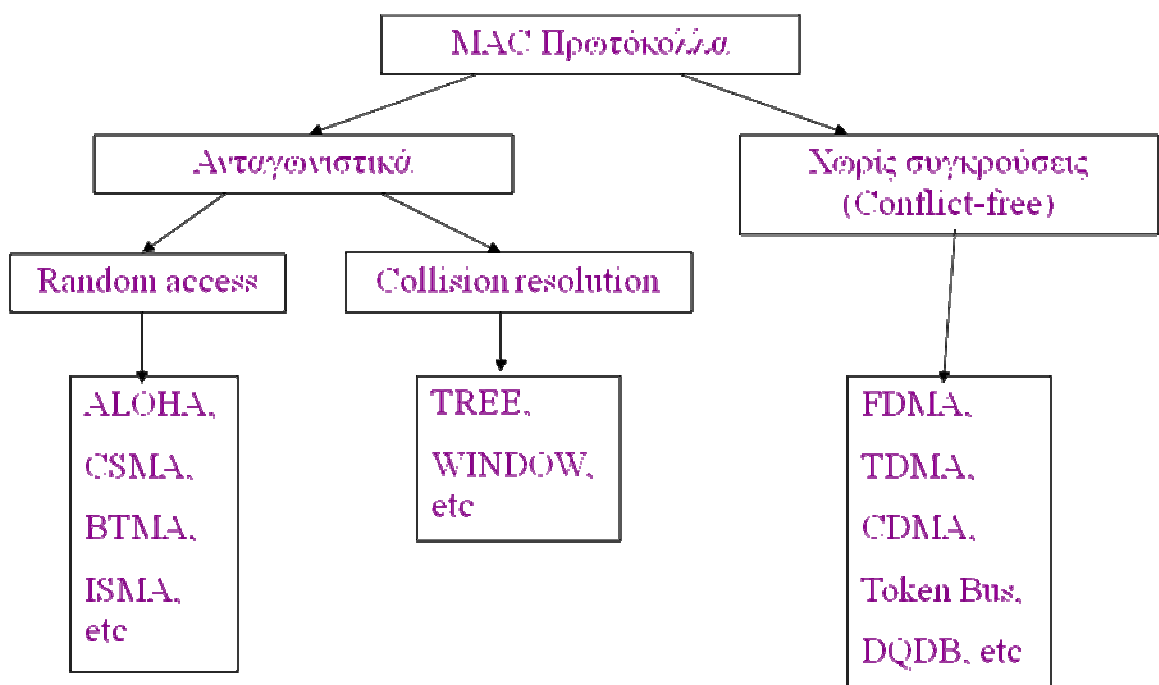 MAC Πρωτόκολλα
Ανταγωνιστικά
Χωρίς συγκρούσεις
(Conflict-free)
Random access
Collision resolution
ALOHA,
CSMA,
BTMA,
ISMA,
etc
TREE,
WINDOW,
etc
FDMA,
TDMA,
CDMA,
Token Bus,
DQDB, etc